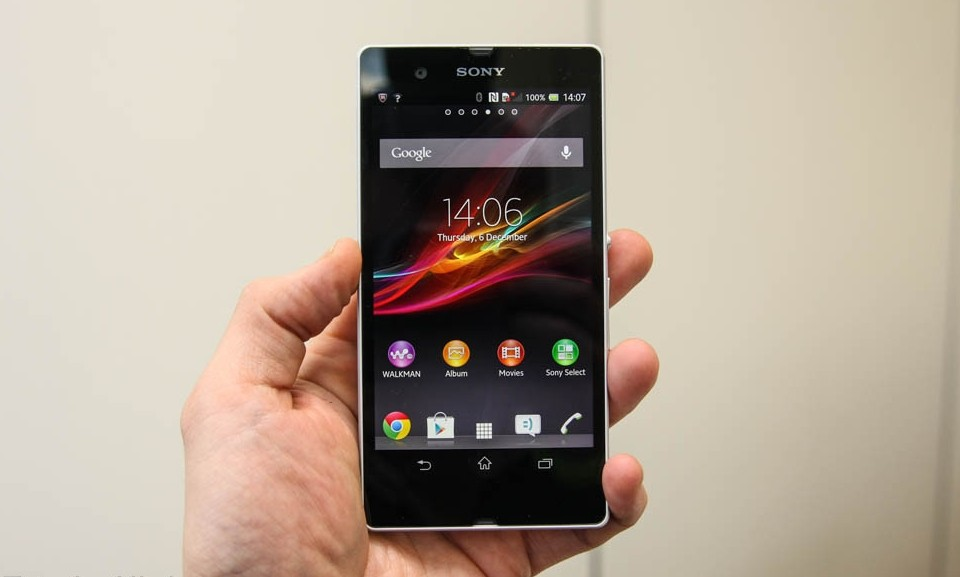 SONY
? 100% 14:07
Google
14:06
Thursday, 6 December
WALKMAN Album Movies Sony Select